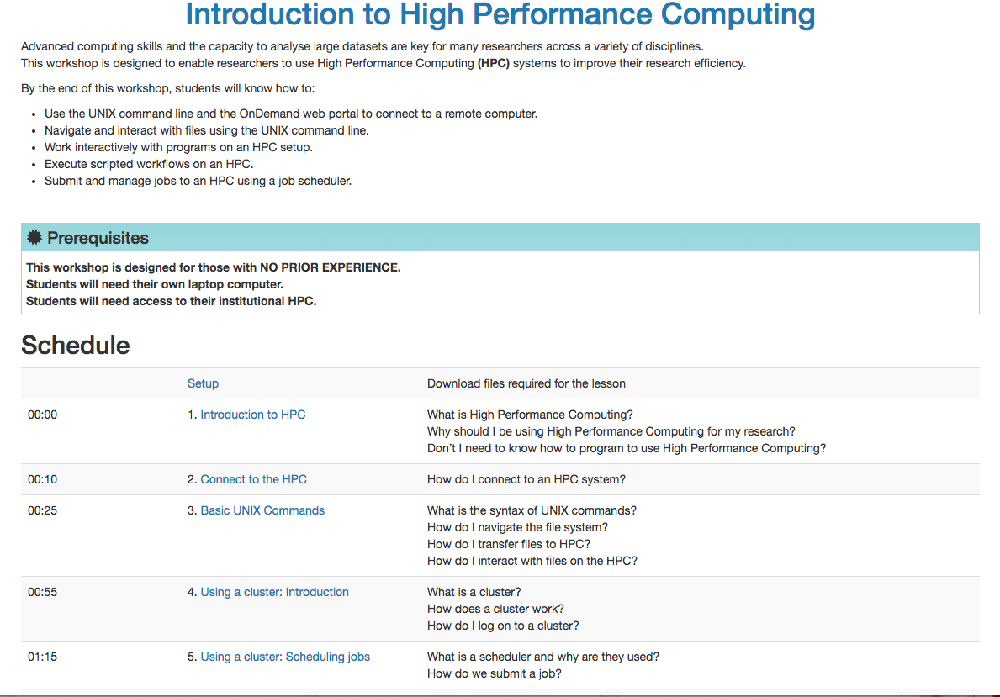 Introduction to High Performance Computing
Advanced computing skills and the capacity to analyse large datasets are key for many researchers across a variety of disciplines.
This workshop is designed to enable researchers to use High Performance Computing (HPC) systems to improve their research efficiency.
By the end of this workshop, students will know how to:
• Use the UNIX command line and the OnDemand web portal to connect to a remote computer.
• Navigate and interact with files using the UNIX command line.
• Work interactively with programs on an HPC setup.
• Execute scripted workflows on an HPC.
• Submit and manage jobs to an HPC using a job scheduler.
Prerequisites
This workshop is designed for those with NO PRIOR EXPERIENCE.
Students will need their own laptop computer.
Students will need access to their institutional HPC.
Schedule
Setup Download files required for the lesson
00:00 1. Introduction to HPC What is High Performance Computing?
Why should I be using High Performance Computing for my research?
Don’t I need to know how to program to use High Performance Computing?
00:10 2. Connect to the HPC How do I connect to an HPC system?
00:25 3. Basic UNIX Commands What is the syntax of UNIX commands?
How do I navigate the file system?
How do I transfer files to HPC?
How do I interact with files on the HPC?
00:55 4. Using a cluster: Introduction What is a cluster?
How does a cluster work?
How do I log on to a cluster?
01:15 5. Using a cluster: Scheduling jobs What is a scheduler and why are they used?
How do we submit a job?